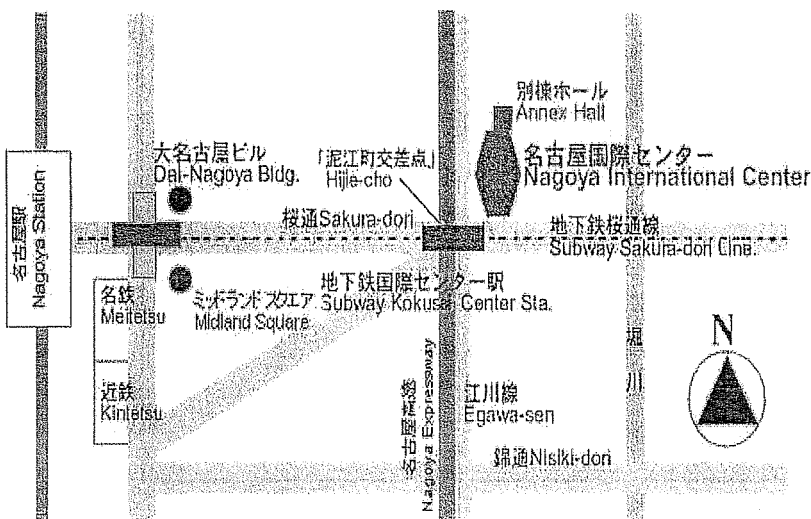 別棟ホール
Annex Hall
大名古屋ビル
Dai-Nagoya Bldg.
「泥江町交差点」
Hijie-cho
名古屋国際センター
Nagoya International Center
名古屋駅
Nagoya Station
桜通Sakura-dori
地下鉄桜通線
Subway Sakura-dori Line.
名鉄
Meitetsu
ミッドランド スクエア
Midland Square
地下鉄国際センター駅
Subway Kokusai Center Sta.
近鉄
Kintetsu
名古屋高速
Nagoya Expressway
江川線
Egawa-sen
堀川
N
錦通Nisiki-dori